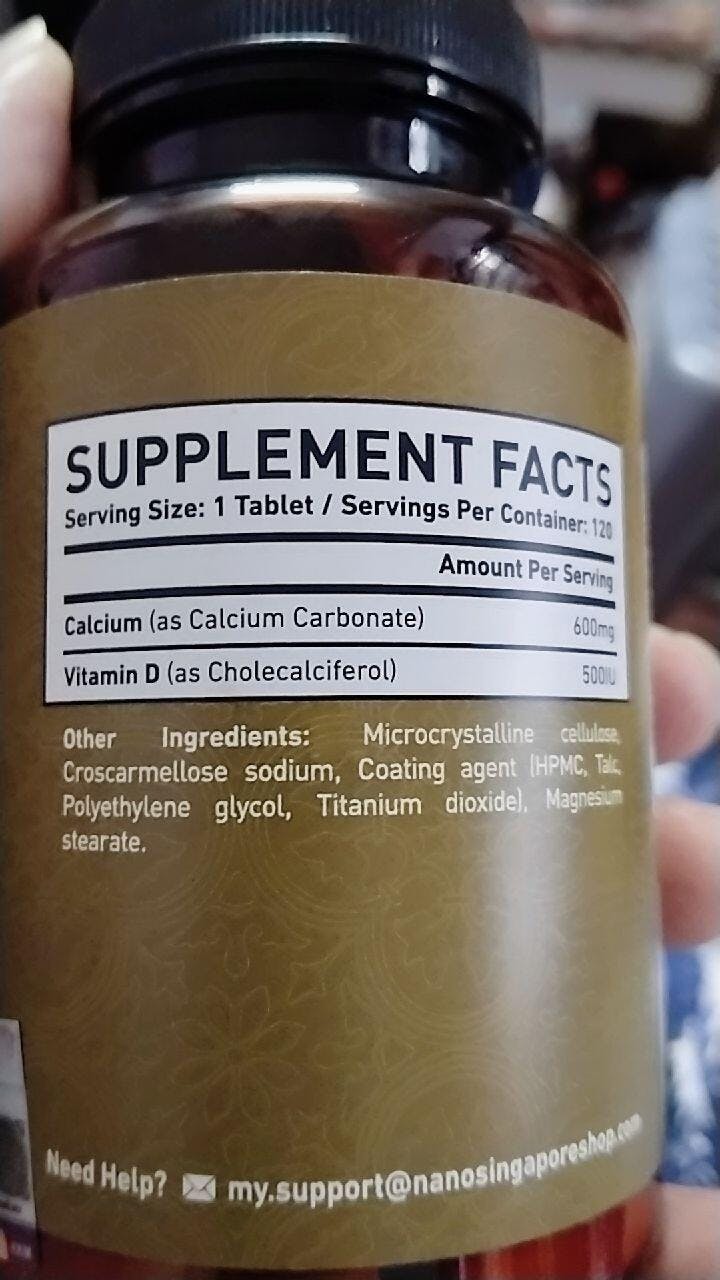 SUPPLEMENT FACTS
Serving Size: 1 Tablet / Servings Per Container: 120
Amount Per Serving
Calcium (as Calcium Carbonate) 600mg
Vitamin D (as Cholecalciferol) 500IU
Other Ingredients: Microcrystalline cellulose,
Croscarmellose sodium, Coating agent (HPMC, Talc,
Polyethylene glycol, Titanium dioxide), Magnesium
stearate.
Need Help? my.support@nanosingaporeshop.com